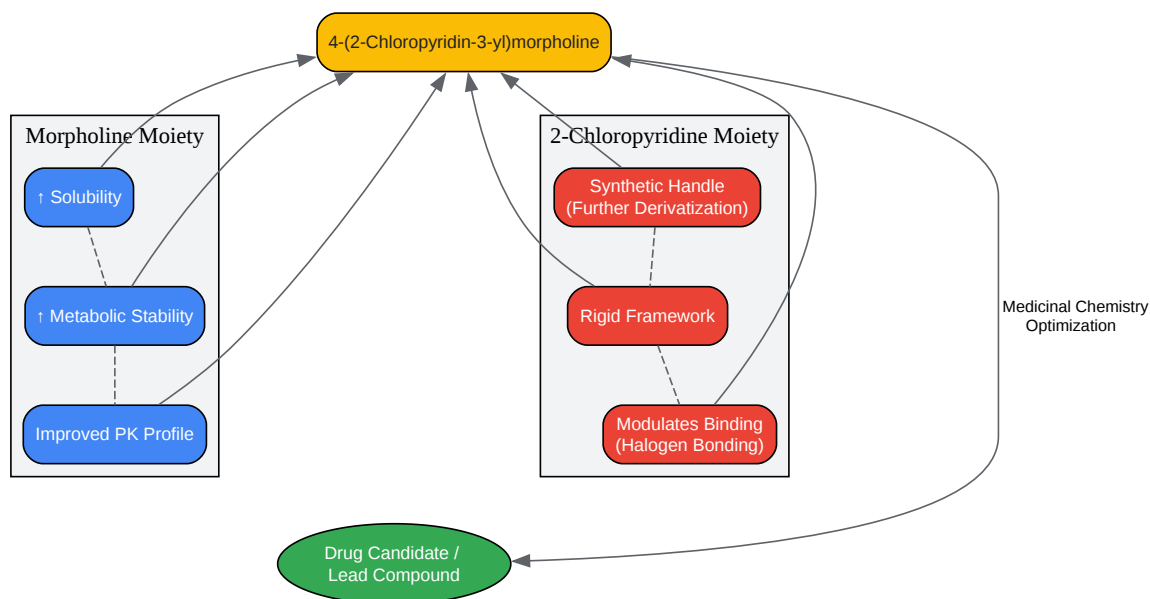 4-(2-Chloropyridin-3-yl)morpholine
Morpholine Moiety
↑ Solubility
↑ Metabolic Stability
Improved PK Profile
2-Chloropyridine Moiety
Synthetic Handle
(Further Derivatization)
Rigid Framework
Modulates Binding
(Halogen Bonding)
Medicinal Chemistry
Optimization
Drug Candidate /
Lead Compound